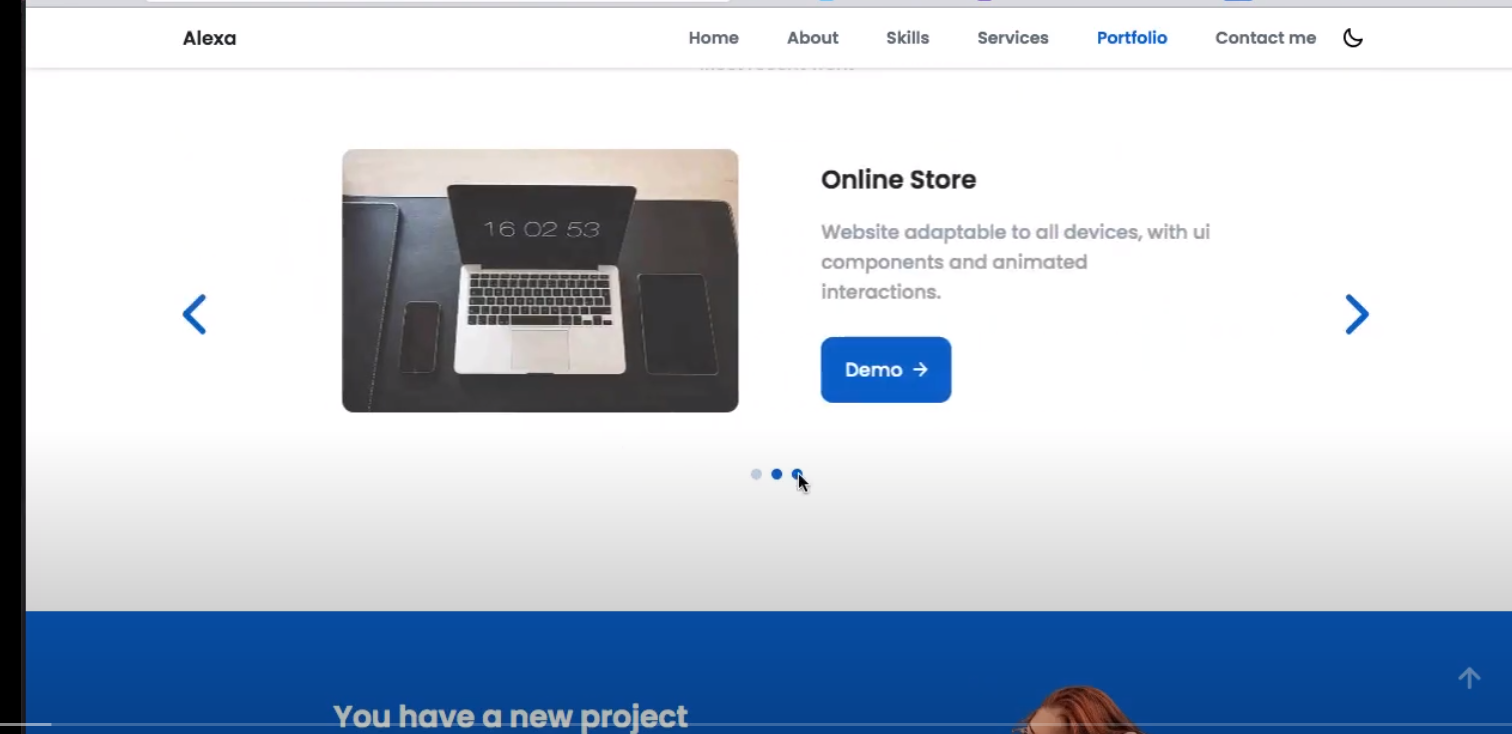 Alexa
Home About Skills Services Portfolio Contact me
16 02 53
Online Store
Website adaptable to all devices, with ui
components and animated
interactions.
Demo
You have a new project